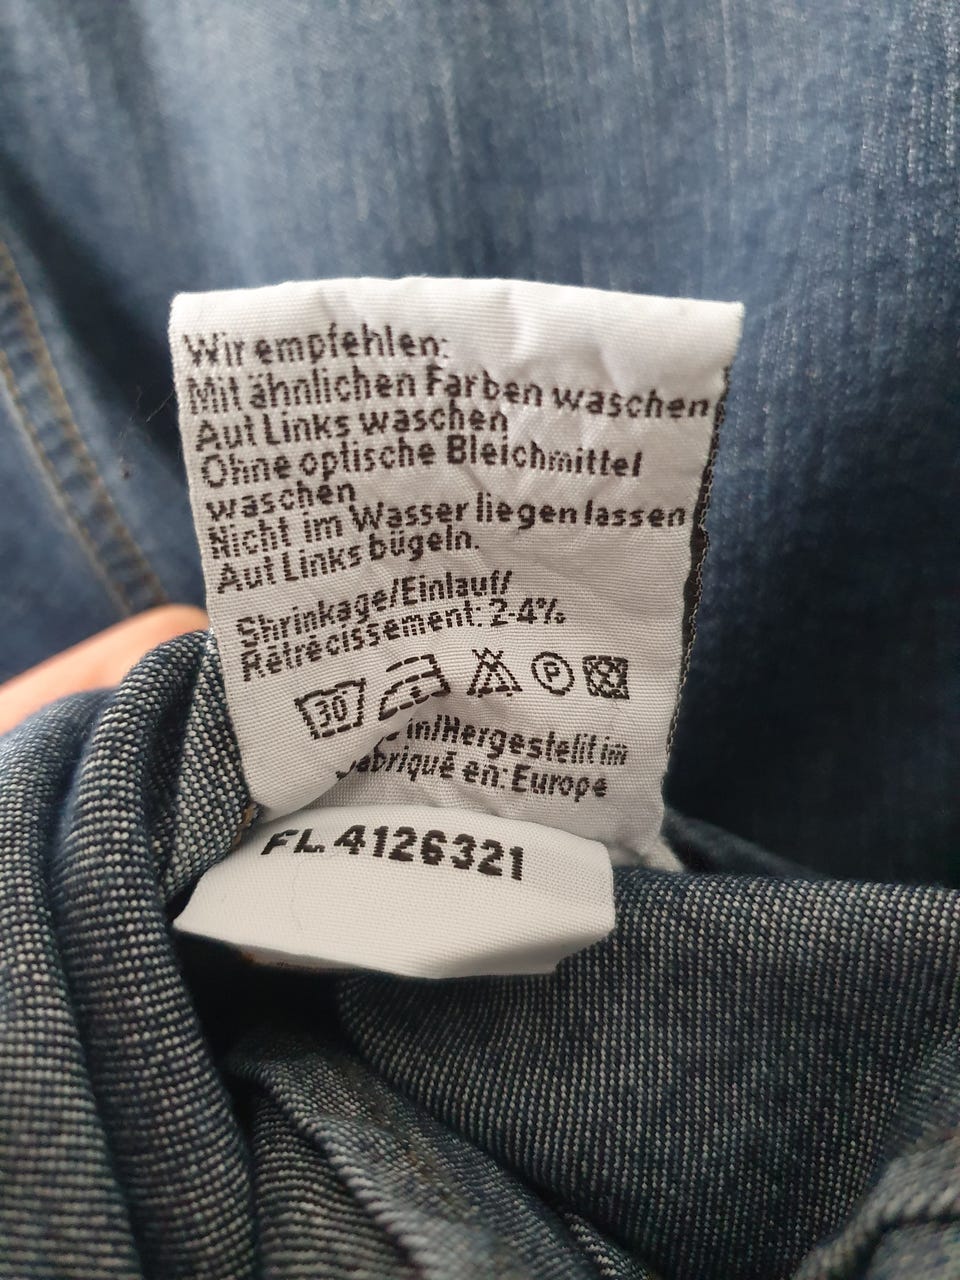 Wir empfehlen:
Mit ähnlichen Farben waschen
Auf Links waschen
Ohne optische Bleichmittel
waschen
Nicht im Wasser liegen lassen
Auf Links bügeln.
Shrinkage/Einlauf/
Rétrécissement: 2-4%
30 P
in/Hergestellt im
en: Europe
FL. 4126321